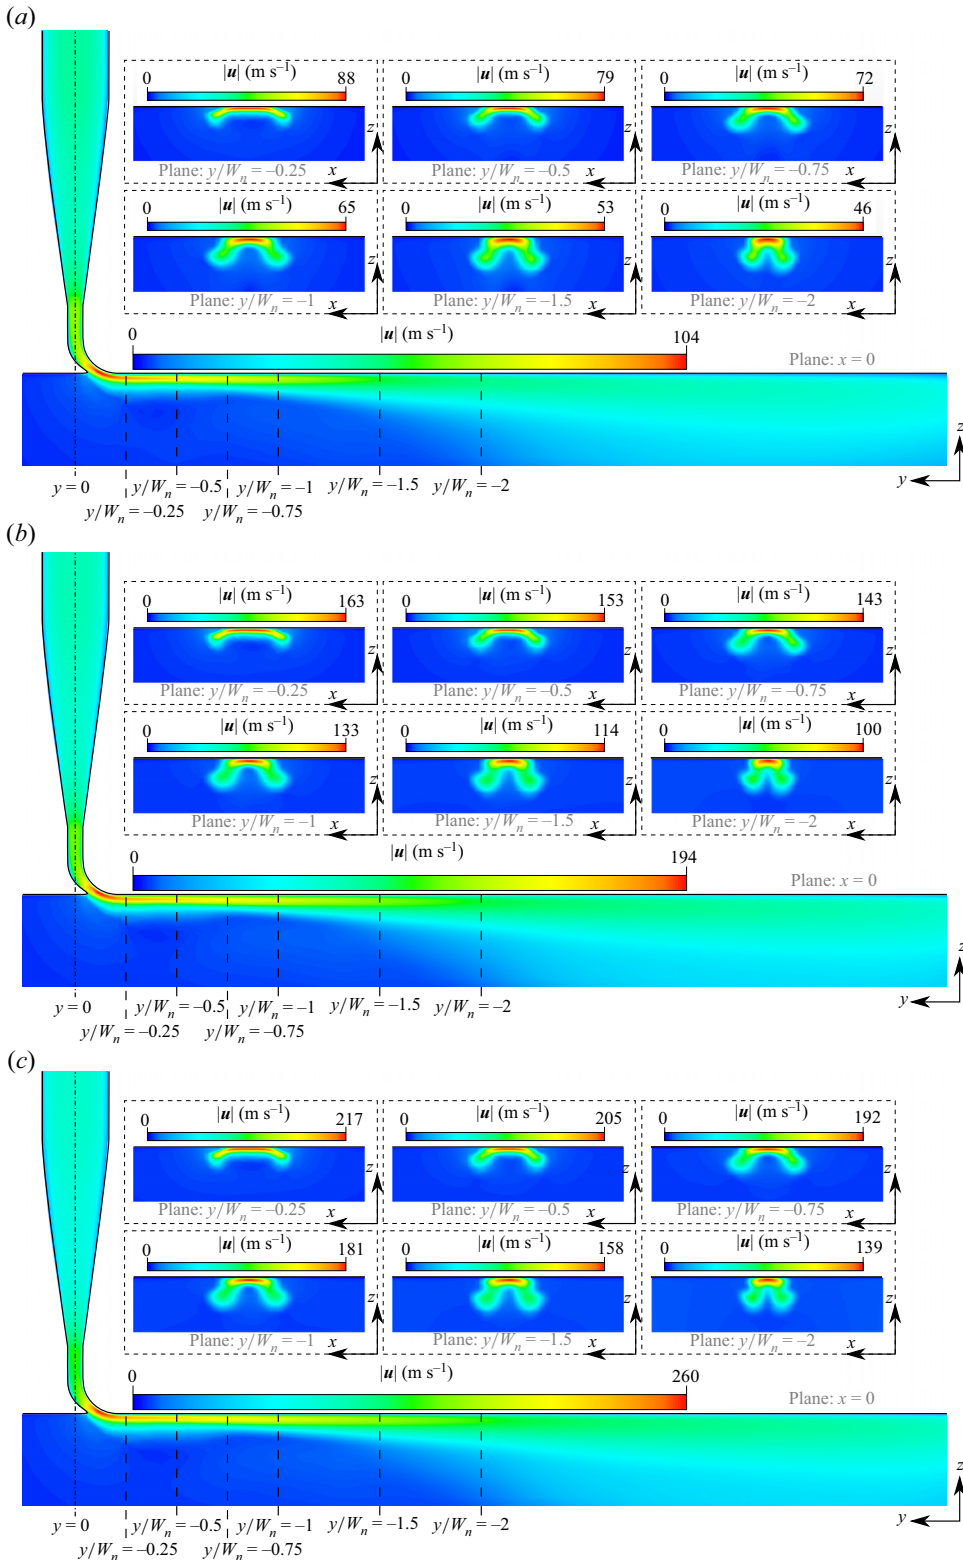 (a)
|u| (m s⁻¹) |u| (m s⁻¹) |u| (m s⁻¹)
0 88 0 79 0 72
z z z
Plane: y/Wₙ = –0.25 x Plane: y/Wₙ = –0.5 x Plane: y/Wₙ = –0.75 x
|u| (m s⁻¹) |u| (m s⁻¹) |u| (m s⁻¹)
0 65 0 53 0 46
z z z
Plane: y/Wₙ = –1 x Plane: y/Wₙ = –1.5 x Plane: y/Wₙ = –2 x
|u| (m s⁻¹)
0 104
Plane: x = 0
z
y
y = 0 y/Wₙ = –0.5 y/Wₙ = –1 y/Wₙ = –1.5 y/Wₙ = –2
y/Wₙ = –0.25 y/Wₙ = –0.75
(b)
|u| (m s⁻¹) |u| (m s⁻¹) |u| (m s⁻¹)
0 163 0 153 0 143
z z z
Plane: y/Wₙ = –0.25 x Plane: y/Wₙ = –0.5 x Plane: y/Wₙ = –0.75 x
|u| (m s⁻¹) |u| (m s⁻¹) |u| (m s⁻¹)
0 133 0 114 0 100
z z z
Plane: y/Wₙ = –1 x Plane: y/Wₙ = –1.5 x Plane: y/Wₙ = –2 x
|u| (m s⁻¹)
0 194
Plane: x = 0
z
y
y = 0 y/Wₙ = –0.5 y/Wₙ = –1 y/Wₙ = –1.5 y/Wₙ = –2
y/Wₙ = –0.25 y/Wₙ = –0.75
(c)
|u| (m s⁻¹) |u| (m s⁻¹) |u| (m s⁻¹)
0 217 0 205 0 192
z z z
Plane: y/Wₙ = –0.25 x Plane: y/Wₙ = –0.5 x Plane: y/Wₙ = –0.75 x
|u| (m s⁻¹) |u| (m s⁻¹) |u| (m s⁻¹)
0 181 0 158 0 139
z z z
Plane: y/Wₙ = –1 x Plane: y/Wₙ = –1.5 x Plane: y/Wₙ = –2 x
|u| (m s⁻¹)
0 260
Plane: x = 0
z
y
y = 0 y/Wₙ = –0.5 y/Wₙ = –1 y/Wₙ = –1.5 y/Wₙ = –2
y/Wₙ = –0.25 y/Wₙ = –0.75